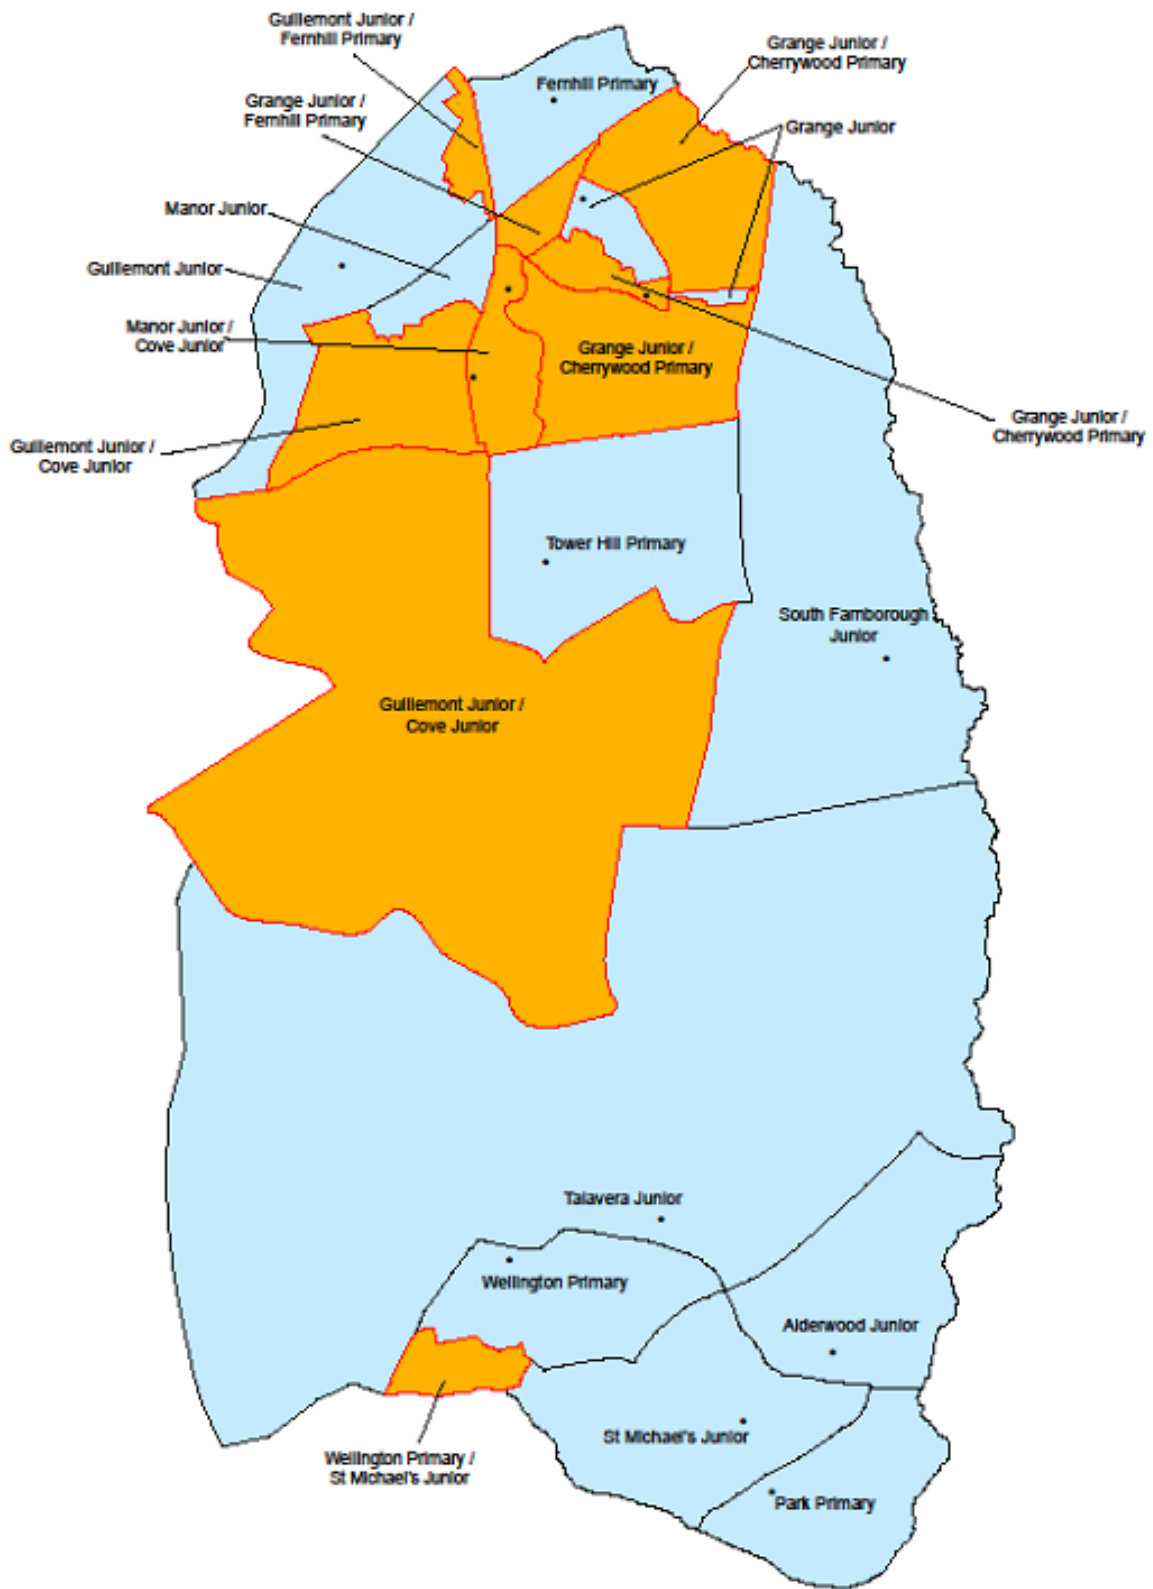 Guillemont Junior /
Fernhill Primary
Grange Junior /
Cherrywood Primary
Fernhill Primary
Grange Junior /
Fernhill Primary
Grange Junior
Manor Junior
Guillemont Junior
Manor Junior /
Cove Junior
Grange Junior /
Cherrywood Primary
Grange Junior /
Cherrywood Primary
Guillemont Junior /
Cove Junior
Tower Hill Primary
South Farnborough
Junior
Guillemont Junior /
Cove Junior
Talavera Junior
Wellington Primary
Alderwood Junior
St Michael's Junior
Wellington Primary /
St Michael's Junior
Park Primary